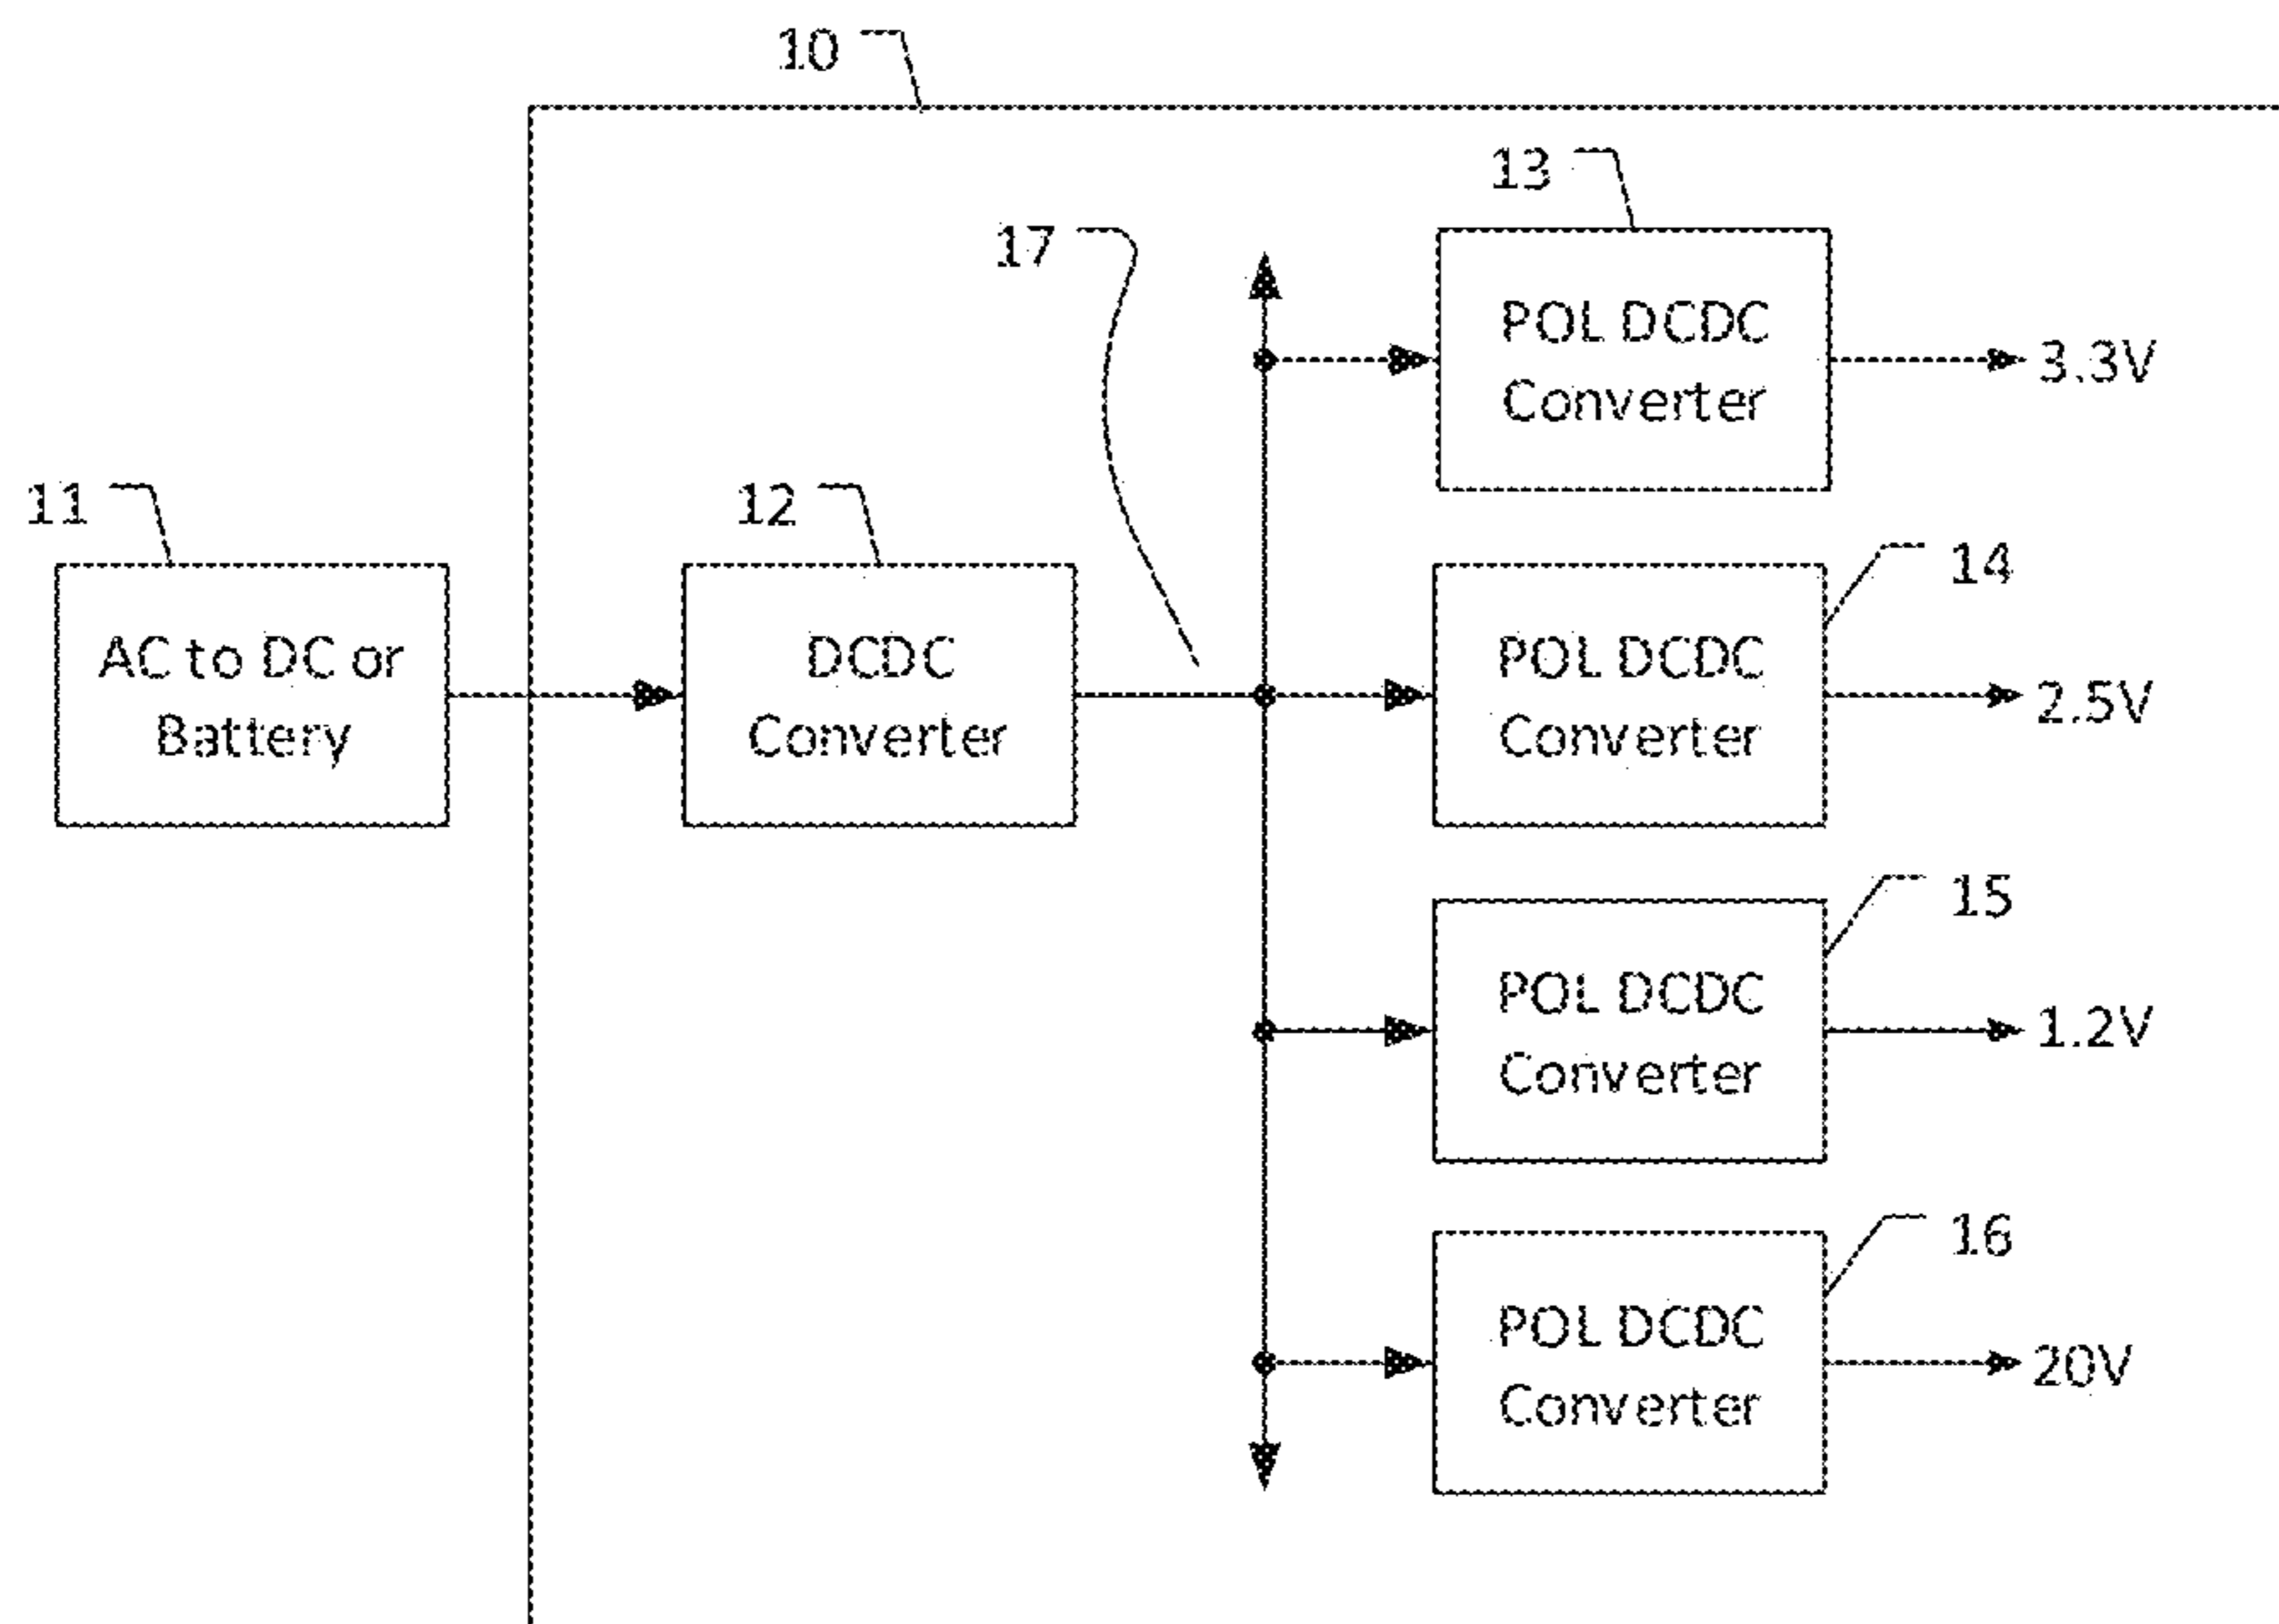 10
13
17
POL DCDC
Converter
3.3V
11
12
14
AC to DC or
Battery
DCDC
Converter
POL DCDC
Converter
2.5V
15
POL DCDC
Converter
1.2V
16
POL DCDC
Converter
20V